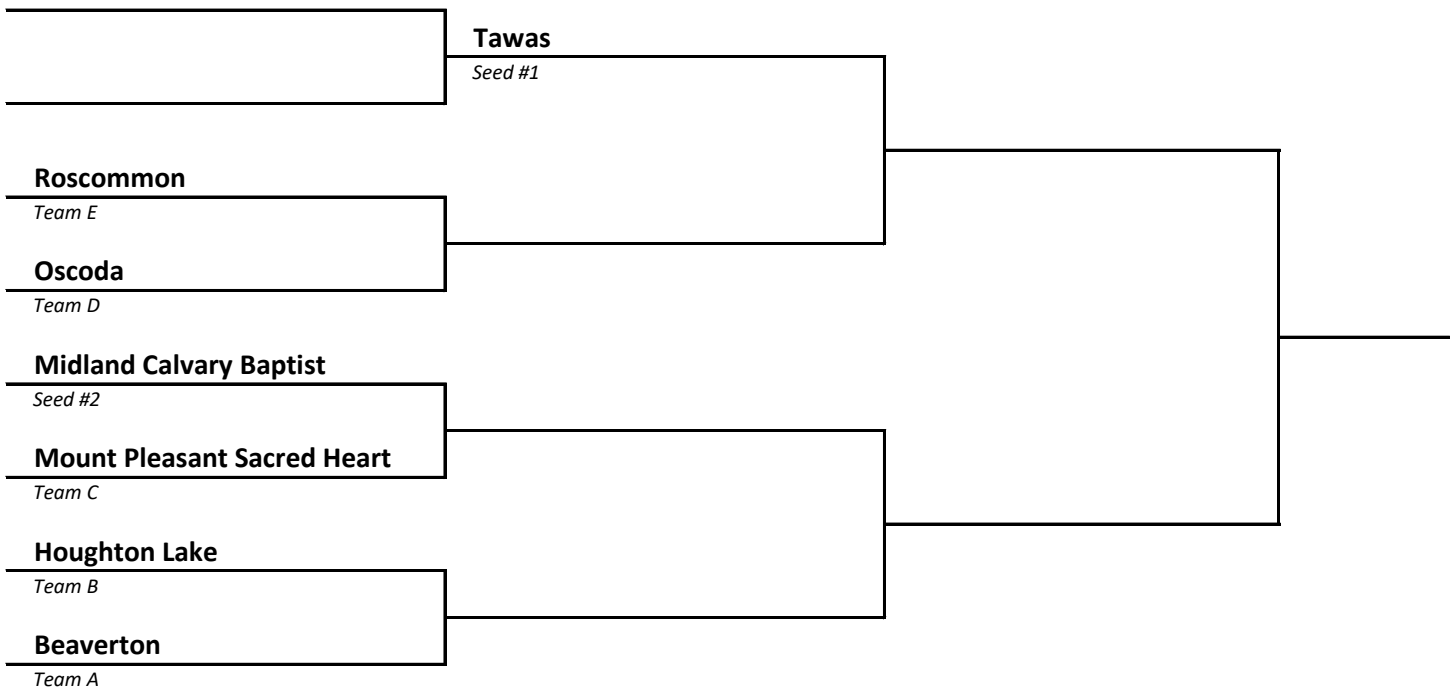 Tawas
Seed #1
Roscommon
Team E
Oscoda
Team D
Midland Calvary Baptist
Seed #2
Mount Pleasant Sacred Heart
Team C
Houghton Lake
Team B
Beaverton
Team A